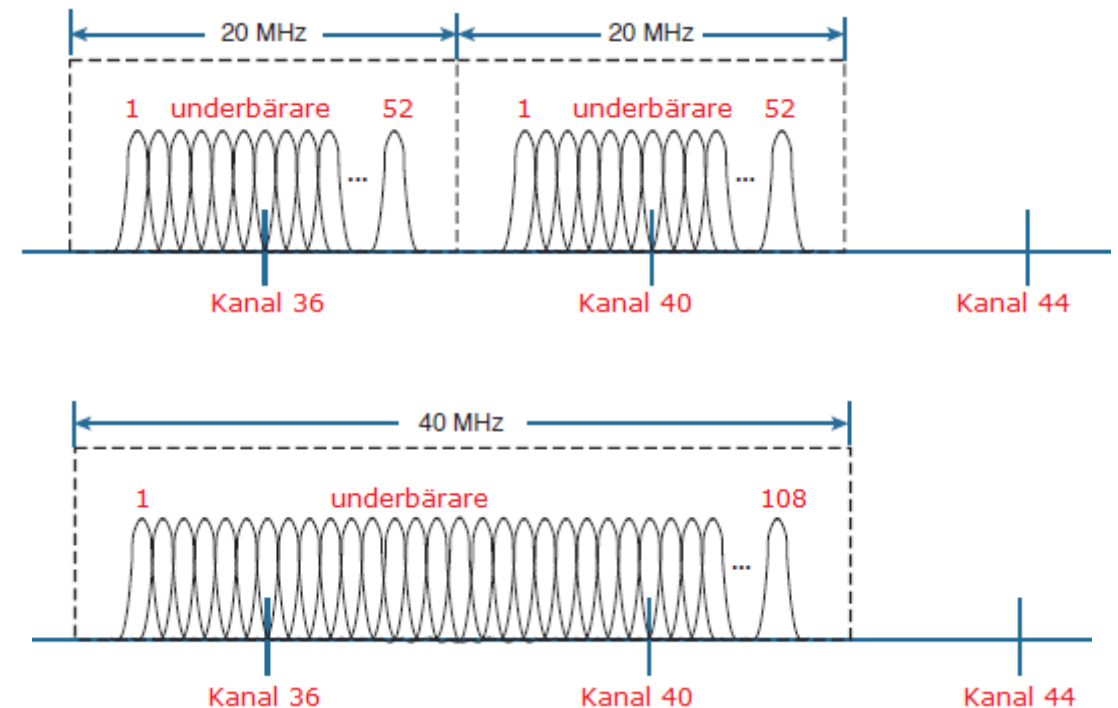 20 MHz 20 MHz
1 underbärare 52 1 underbärare 52
... ...
Kanal 36 Kanal 40 Kanal 44
40 MHz
1 underbärare 108
...
Kanal 36 Kanal 40 Kanal 44